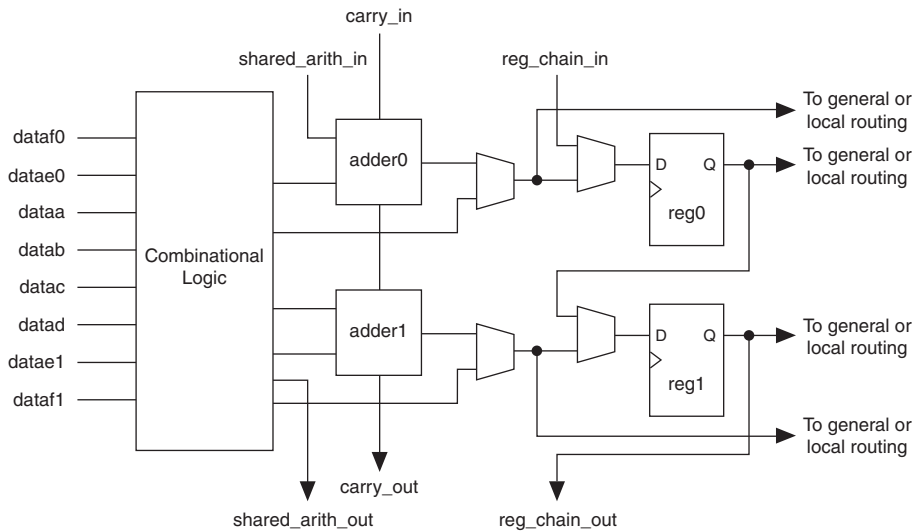 carry_in
shared_arith_in
reg_chain_in
To general or
local routing
dataf0
adder0
D Q
To general or
local routing
datae0
reg0
dataa
datab
Combinational
Logic
datac
datad
adder1
D Q
To general or
local routing
datae1
reg1
dataf1
To general or
local routing
carry_out
shared_arith_out
reg_chain_out